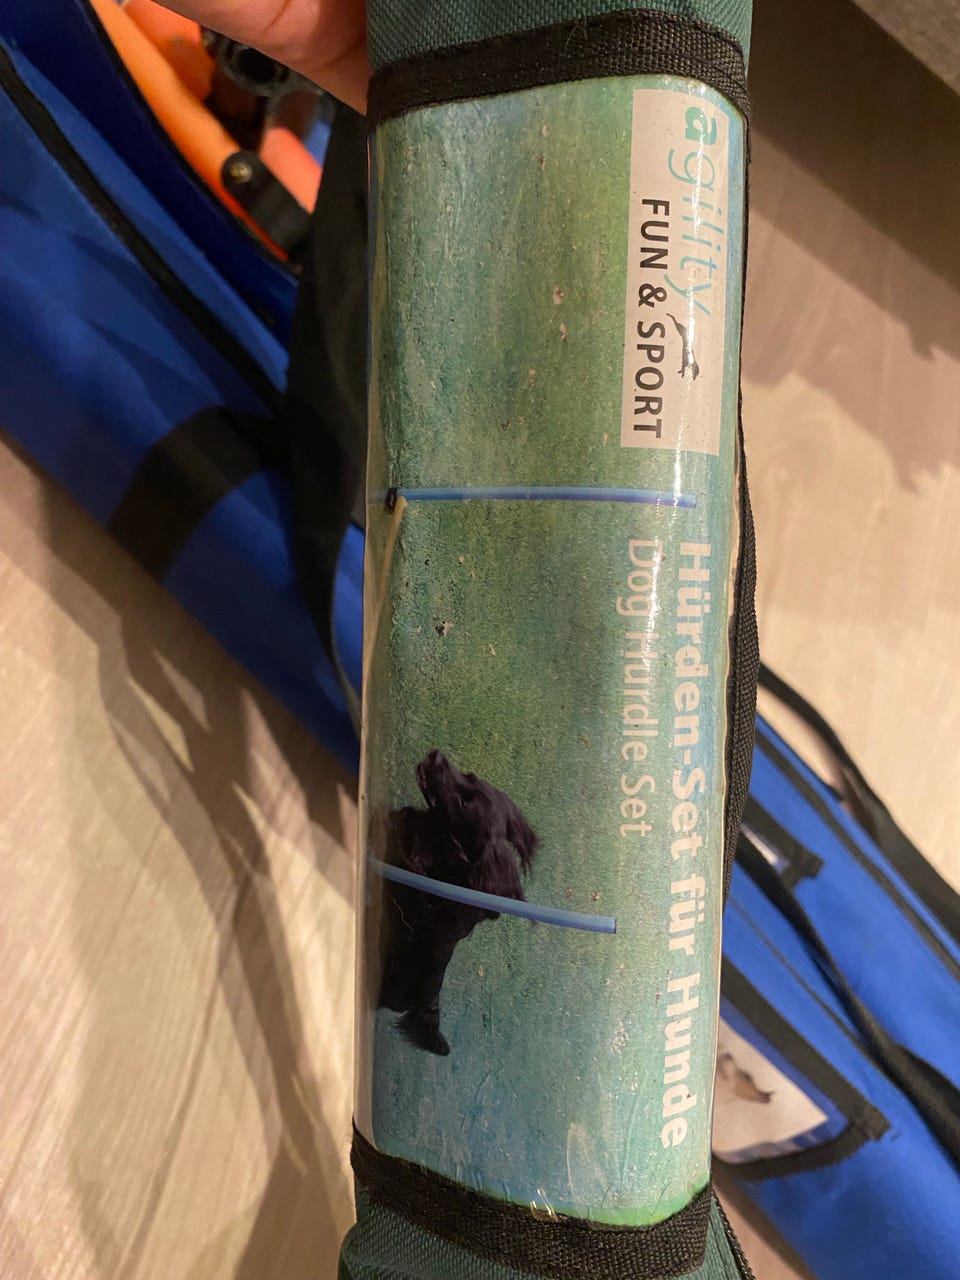 agility
FUN & SPORT
Hürden-Set für Hunde
Dog Hurdle Set